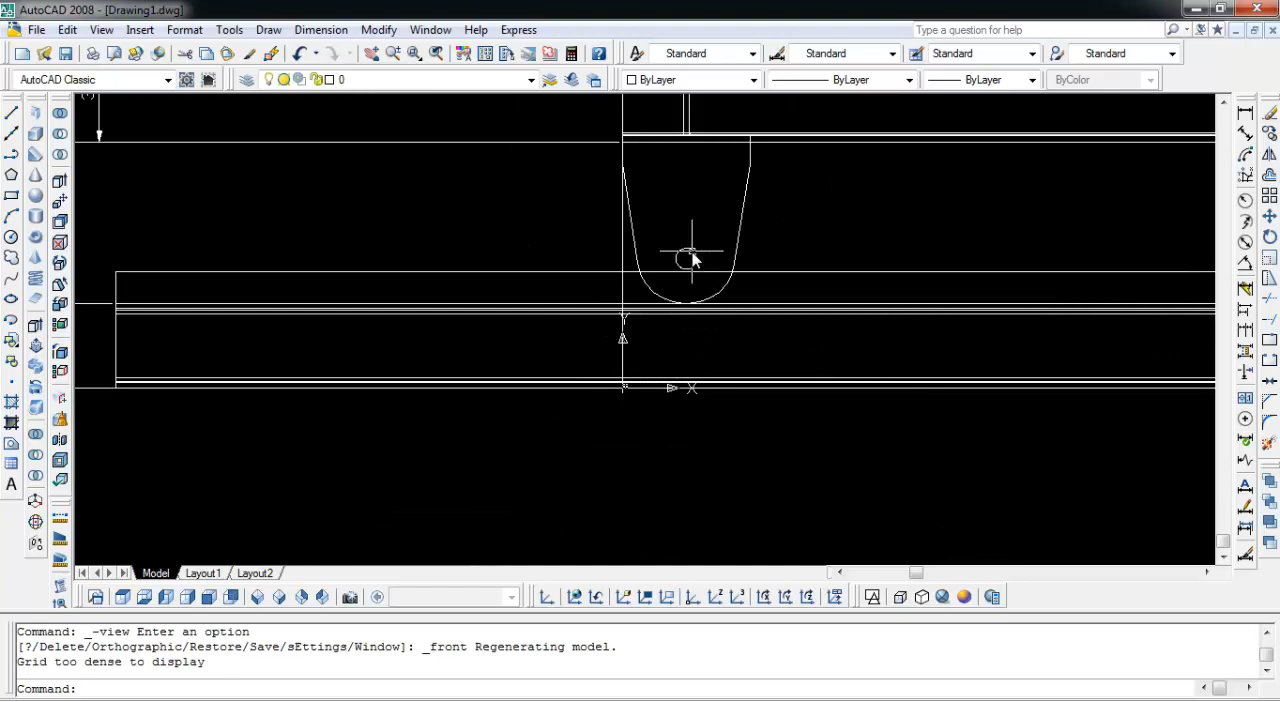 AutoCAD 2008 - [Drawing1.dwg]
File Edit View Insert Format Tools Draw Dimension Modify Window Help Express
Type a question for help
Standard Standard Standard Standard
AutoCAD Classic 0 ByLayer ByLayer ByLayer ByColor
Y
X
A
Model Layout1 Layout2
Command: _-view Enter an option
[?/Delete/Orthographic/Restore/Save/sEttings/Window]: _front Regenerating model.
Grid too dense to display
Command: